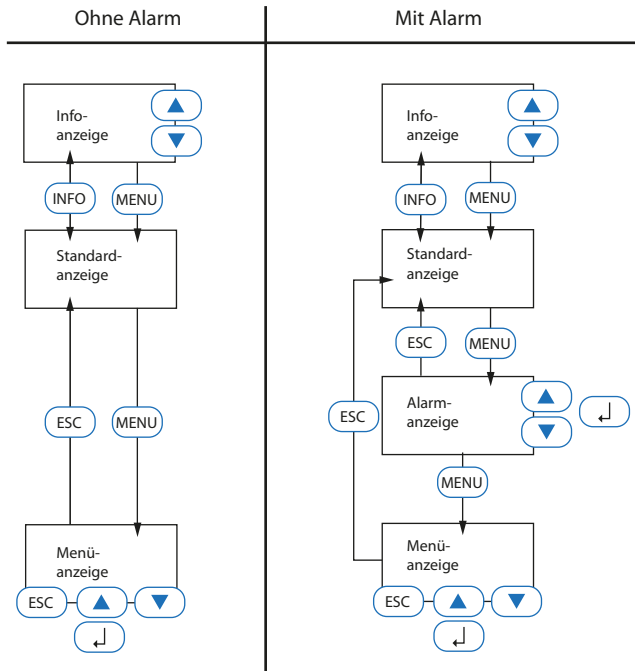 Ohne Alarm
Mit Alarm
Info-
anzeige
INFO
MENU
Standard-
anzeige
ESC
MENU
Menü-
anzeige
ESC
Info-
anzeige
INFO
MENU
Standard-
anzeige
ESC
MENU
ESC
Alarm-
anzeige
MENU
Menü-
anzeige
ESC